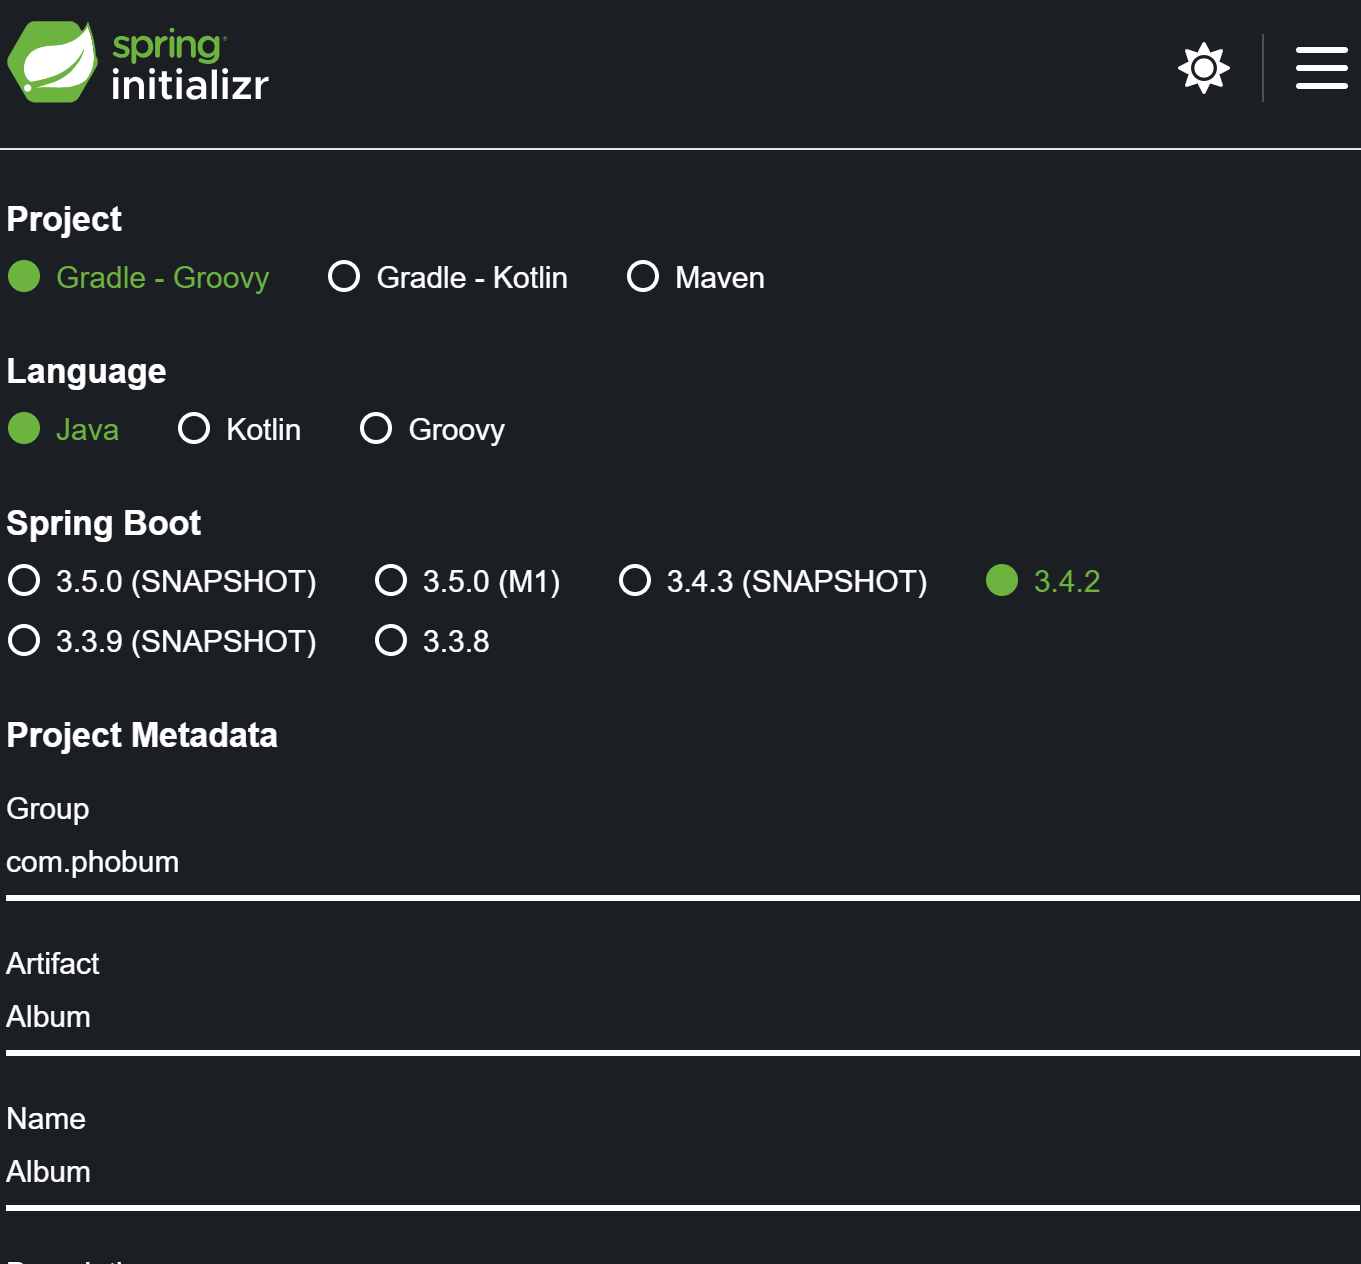 spring
initializr
Project
Gradle - Groovy Gradle - Kotlin Maven
Language
Java Kotlin Groovy
Spring Boot
3.5.0 (SNAPSHOT) 3.5.0 (M1) 3.4.3 (SNAPSHOT) 3.4.2
3.3.9 (SNAPSHOT) 3.3.8
Project Metadata
Group
com.phobum
Artifact
Album
Name
Album